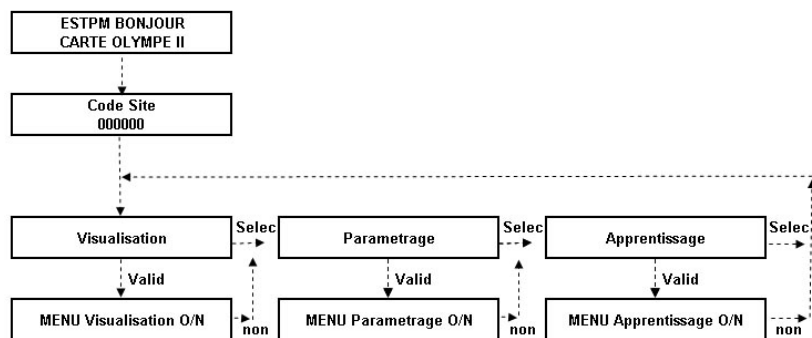 ESTPM BONJOUR
CARTE OLYMPE II
Code Site
000000
Visualisation
Selec
Parametrage
Selec
Apprentissage
Selec
Valid
Valid
Valid
MENU Visualisation O/N
non
MENU Parametrage O/N
non
MENU Apprentissage O/N
non